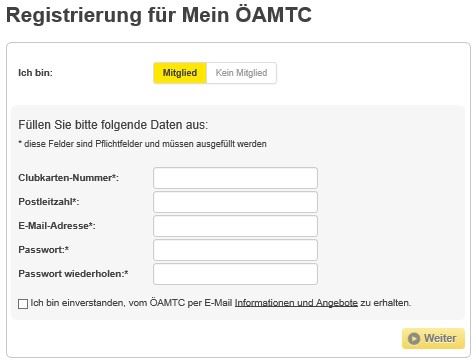 Registrierung für Mein ÖAMTC
Ich bin: Mitglied Kein Mitglied
Füllen Sie bitte folgende Daten aus:
* diese Felder sind Pflichtfelder und müssen ausgefüllt werden
Clubkarten-Nummer*:
Postleitzahl*:
E-Mail-Adresse*:
Passwort:*
Passwort wiederholen:*
Ich bin einverstanden, vom ÖAMTC per E-Mail Informationen und Angebote zu erhalten.
Weiter